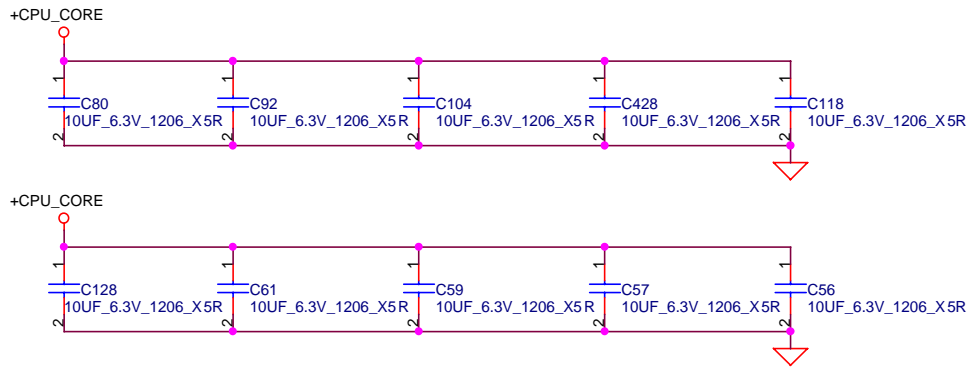 +CPU_CORE
1 1 1 1 1
C80 C92 C104 C428 C118
10UF_6.3V_1206_X5R 10UF_6.3V_1206_X5R 10UF_6.3V_1206_X5R 10UF_6.3V_1206_X5R 10UF_6.3V_1206_X5R
2 2 2 2 2
+CPU_CORE
1 1 1 1 1
C128 C61 C59 C57 C56
10UF_6.3V_1206_X5R 10UF_6.3V_1206_X5R 10UF_6.3V_1206_X5R 10UF_6.3V_1206_X5R 10UF_6.3V_1206_X5R
2 2 2 2 2